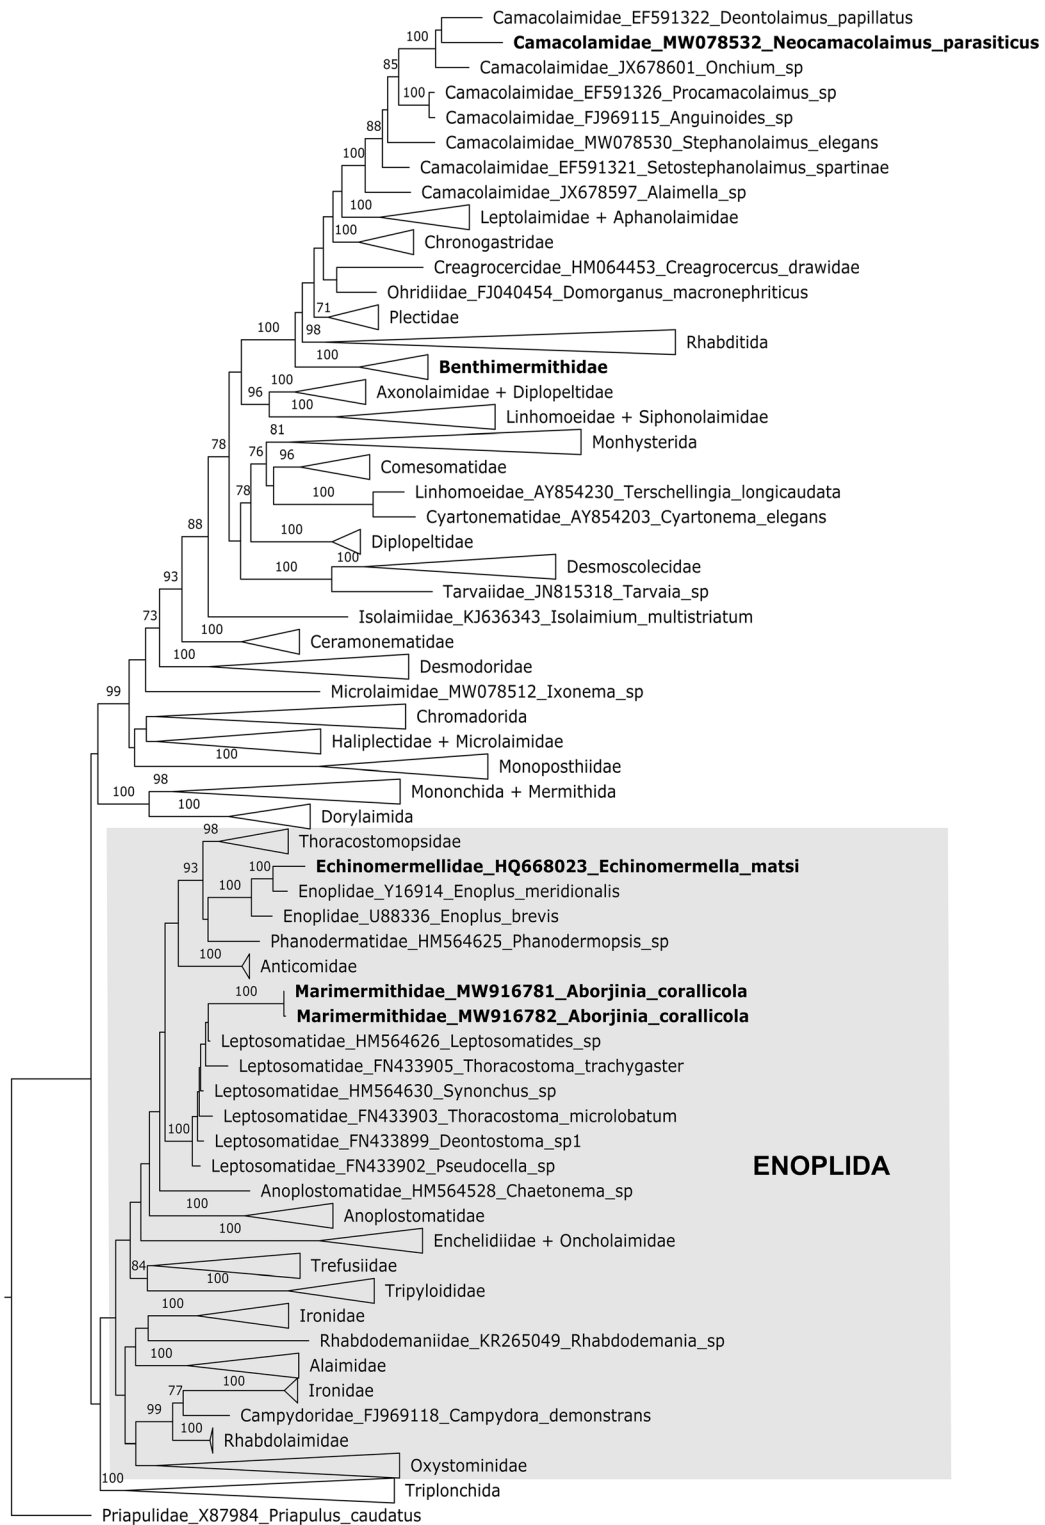 Camacolaimidae_EF591322_Deontolaimus_papillatus
100
Camacolamidae_MW078532_Neocamacolaimus_parasiticus
85
Camacolaimidae_JX678601_Onchium_sp
100
Camacolaimidae_EF591326_Procamacolaimus_sp
Camacolaimidae_FJ969115_Anguinoides_sp
88
Camacolaimidae_MW078530_Stephanolaimus_elegans
100
Camacolaimidae_EF591321_Setostephanolaimus_spartinae
Camacolaimidae_JX678597_Alaimella_sp
100
Leptolaimidae + Aphanolaimidae
100
Chronogastridae
Creagrocercidae_HM064453_Creagrocercus_drawidae
Ohridiidae_FJ040454_Domorganus_macronephriticus
71
Plectidae
100
98
Rhabditida
100
Benthimermithidae
100
96
Axonolaimidae + Diplopeltidae
100
Linhomoeidae + Siphonolaimidae
81
78
Monhysterida
76
96
Comesomatidae
78
100
Linhomoeidae_AY854230_Terschellingia_longicaudata
Cyartonematidae_AY854203_Cyartonema_elegans
88
100
Diplopeltidae
100
100
Desmoscolecidae
93
Tarvaiidae_JN815318_Tarvaia_sp
73
Isolaimiidae_KJ636343_Isolaimium_multistriatum
100
Ceramonematidae
100
Desmodoridae
99
Microlaimidae_MW078512_Ixonema_sp
Chromadorida
Haliplectidae + Microlaimidae
100
Monoposthiidae
98
100
Mononchida + Mermithida
100
Dorylaimida
98
Thoracostomopsidae
93
100
Echinomermellidae_HQ668023_Echinomermella_matsi
100
Enoplidae_Y16914_Enoplus_meridionalis
Enoplidae_U88336_Enoplus_brevis
Phanodermatidae_HM564625_Phanodermopsis_sp
100
Anticomidae
100
Marimermithidae_MW916781_Aborjinia_corallicola
Marimermithidae_MW916782_Aborjinia_corallicola
Leptosomatidae_HM564626_Leptosomatides_sp
Leptosomatidae_FN433905_Thoracostoma_trachygaster
Leptosomatidae_HM564630_Synonchus_sp
Leptosomatidae_FN433903_Thoracostoma_microlobatum
100
Leptosomatidae_FN433899_Deontostoma_sp1
Leptosomatidae_FN433902_Pseudocella_sp
ENOPLIDA
Anoplostomatidae_HM564528_Chaetonema_sp
100
Anoplostomatidae
100
Enchelidiidae + Oncholaimidae
84
Trefusiidae
100
Tripyloididae
100
Ironidae
Rhabdodemaniidae_KR265049_Rhabdodemania_sp
100
Alaimidae
100
77
Ironidae
99
Campydoridae_FJ969118_Campydora_demonstrans
100
Rhabdolaimidae
Oxystominidae
100
Triplonchida
Priapulidae_X87984_Priapulus_caudatus